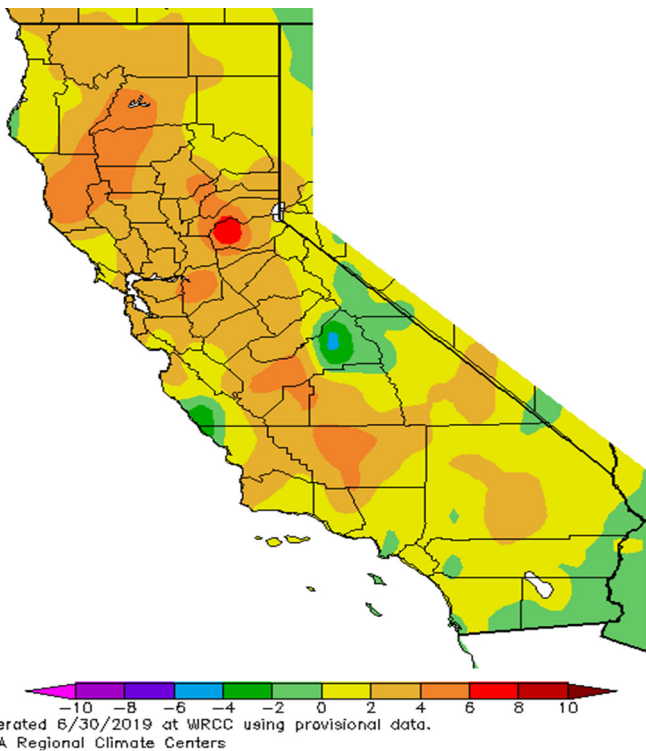 -10 -8 -6 -4 -2 0 2 4 6 8 10
erated 6/30/2019 at WRCC using provisional data.
A Regional Climate Centers